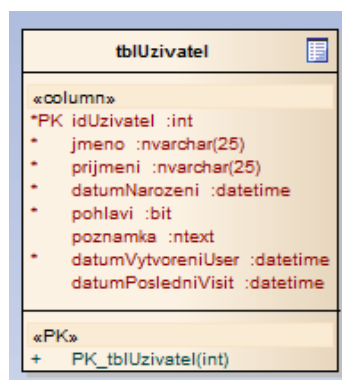 tblUzivatel
«column»
*PK idUzivatel :int
* jmeno :nvarchar(25)
* prijmeni :nvarchar(25)
* datumNarozeni :datetime
* pohlavi :bit
poznamka :ntext
* datumVytvoreniUser :datetime
datumPosledniVisit :datetime
«PK»
+ PK_tblUzivatel(int)